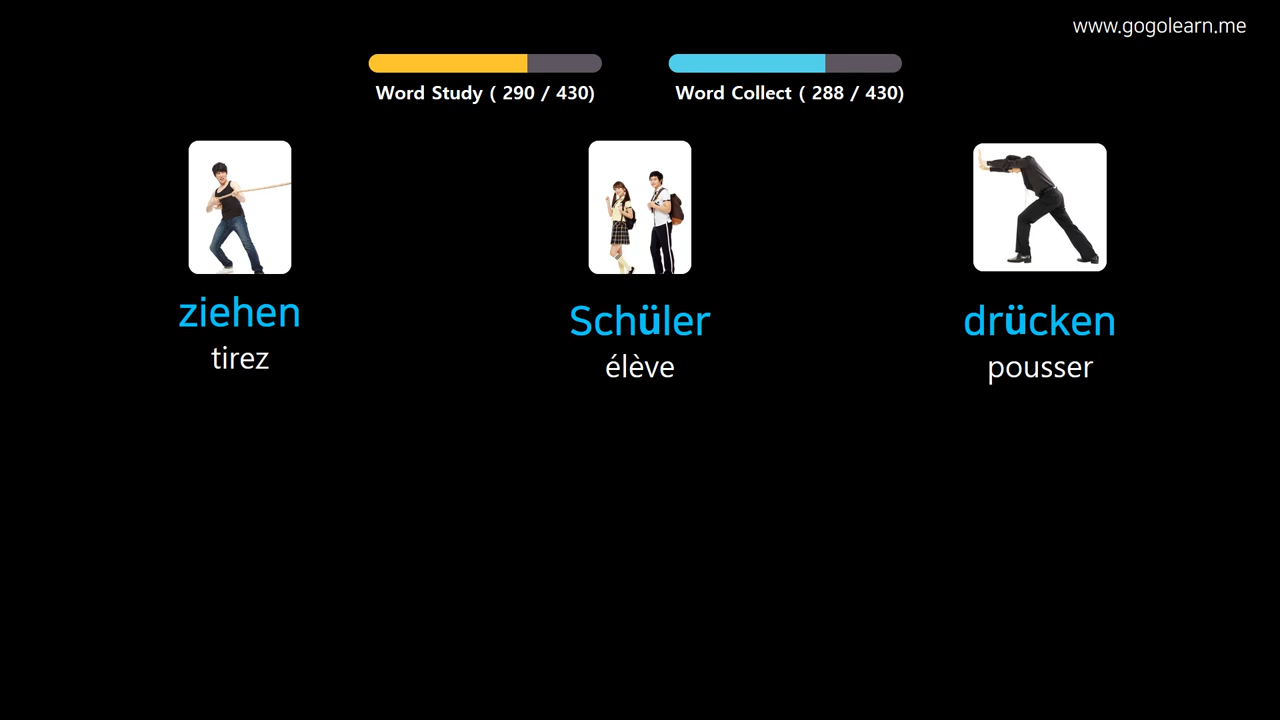 www.gogolearn.me
Word Study ( 290 / 430)
Word Collect ( 288 / 430)
ziehen
tirez
Schüler
élève
drücken
pousser